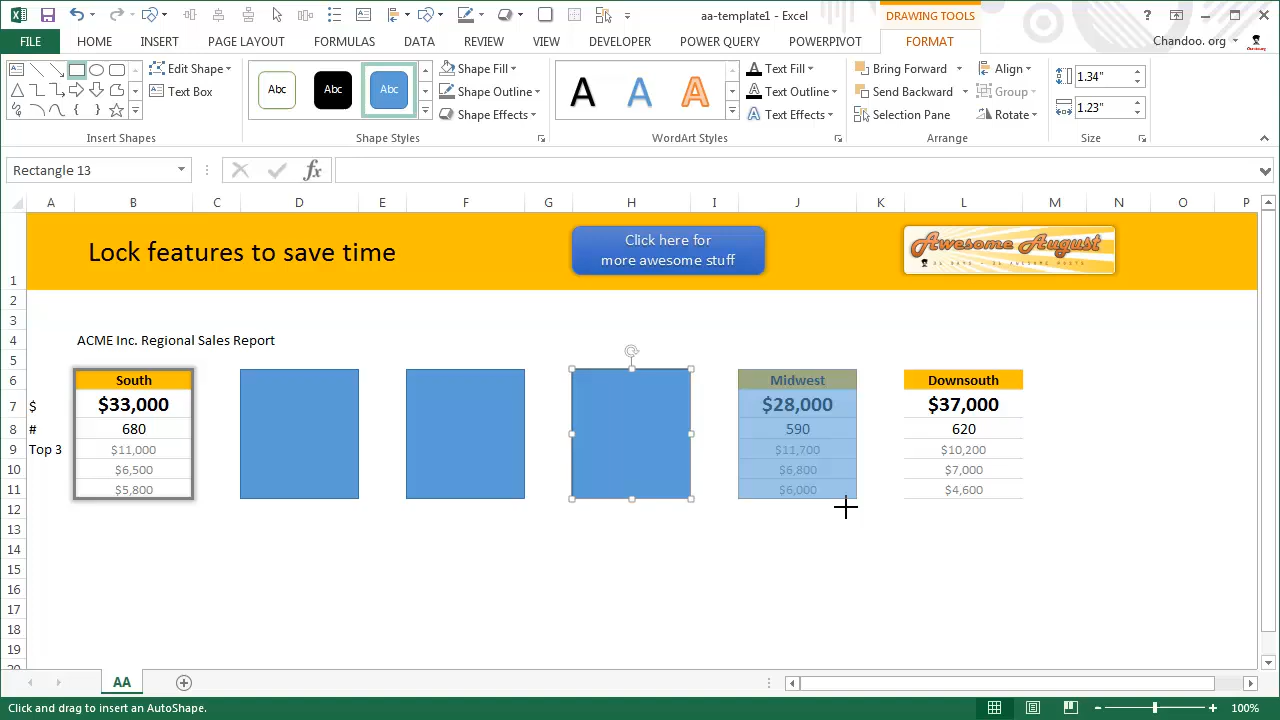 aa-template1 - Excel
DRAWING TOOLS
FILE HOME INSERT PAGE LAYOUT FORMULAS DATA REVIEW VIEW DEVELOPER POWER QUERY POWERPIVOT FORMAT Chandoo. org
Edit Shape
Text Box
Insert Shapes
Abc Abc Abc
Shape Fill
Shape Outline
Shape Effects
Shape Styles
A A A
Text Fill
Text Outline
Text Effects
WordArt Styles
Bring Forward
Send Backward
Selection Pane
Align
Group
Rotate
Arrange
1.34"
1.23"
Size
Rectangle 13
fx
A B C D E F G H I J K L M N O P
Lock features to save time
Click here for
more awesome stuff
Awesome August
1
2
3
4 ACME Inc. Regional Sales Report
5
6 South Midwest Downsouth
7 $ $33,000 $28,000 $37,000
8 # 680 590 620
9 Top 3 $11,000 $11,700 $10,200
10 $6,500 $6,800 $7,000
11 $5,800 $6,000 $4,600
12
13
14
15
16
17
18
19
20
AA
Click and drag to insert an AutoShape.
100%